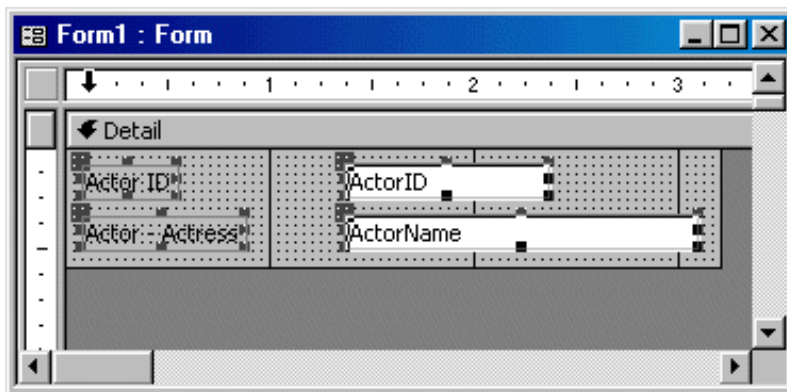 Form1 : Form
1 2 3
Detail
Actor ID ActorID
Actor - Actress ActorName